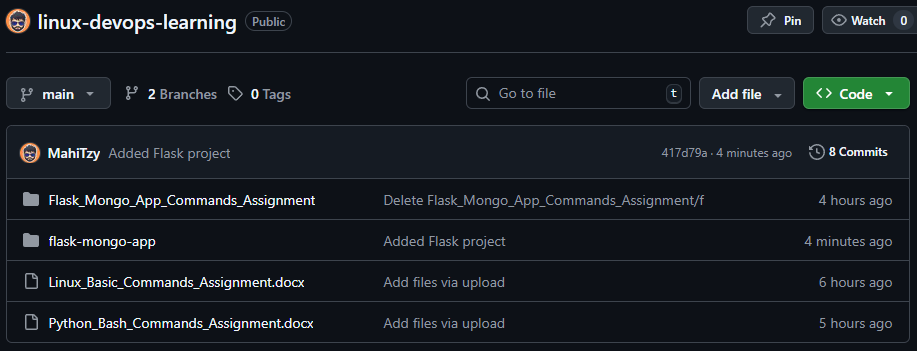 linux-devops-learning Public Pin Watch 0
main 2 Branches 0 Tags Go to file t Add file Code
MahiTzy Added Flask project 417d79a · 4 minutes ago 8 Commits
Flask_Mongo_App_Commands_Assignment Delete Flask_Mongo_App_Commands_Assignment/f 4 hours ago
flask-mongo-app Added Flask project 4 minutes ago
Linux_Basic_Commands_Assignment.docx Add files via upload 6 hours ago
Python_Bash_Commands_Assignment.docx Add files via upload 5 hours ago